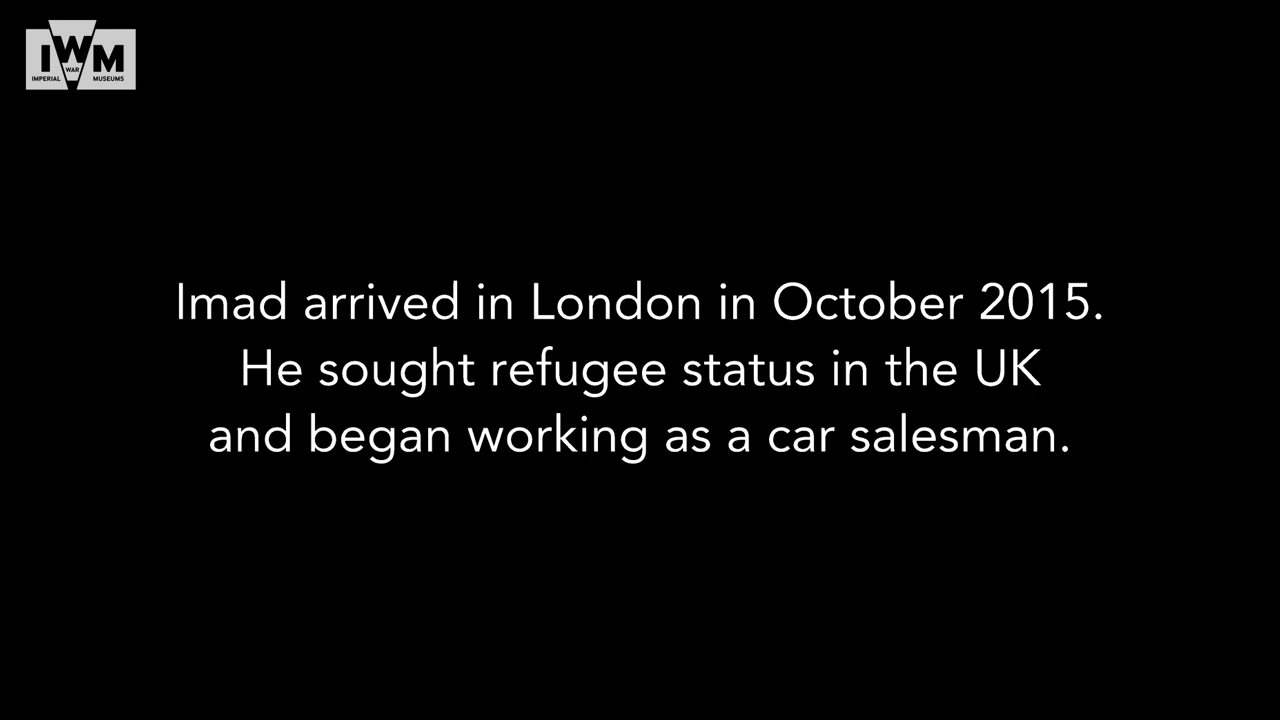 IWM
IMPERIAL WAR MUSEUMS
Imad arrived in London in October 2015.
He sought refugee status in the UK
and began working as a car salesman.